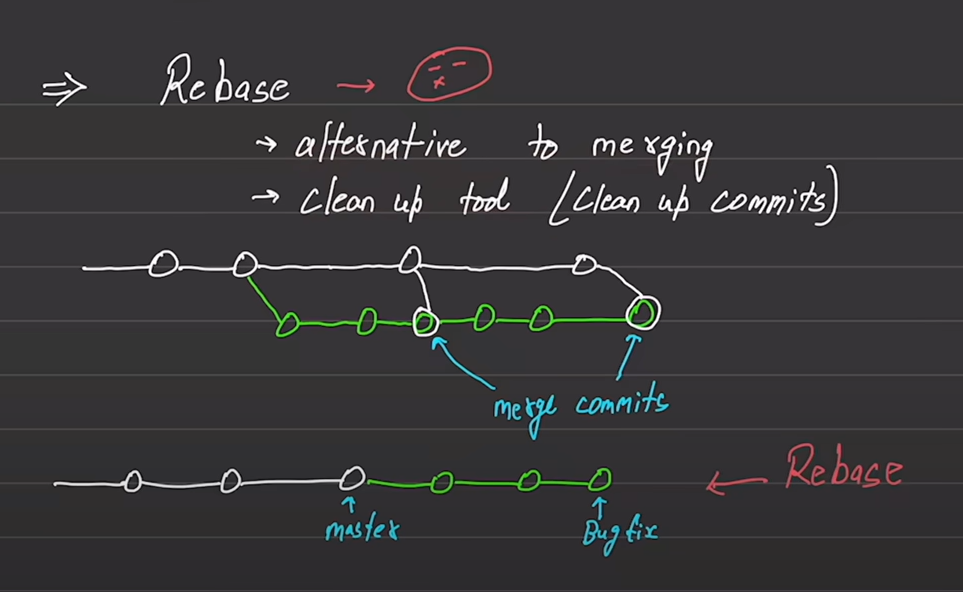 ⇒ Rebase →
→ alternative to merging
→ clean up tool (clean up commits)
merge commits
← Rebase
master
Bugfix